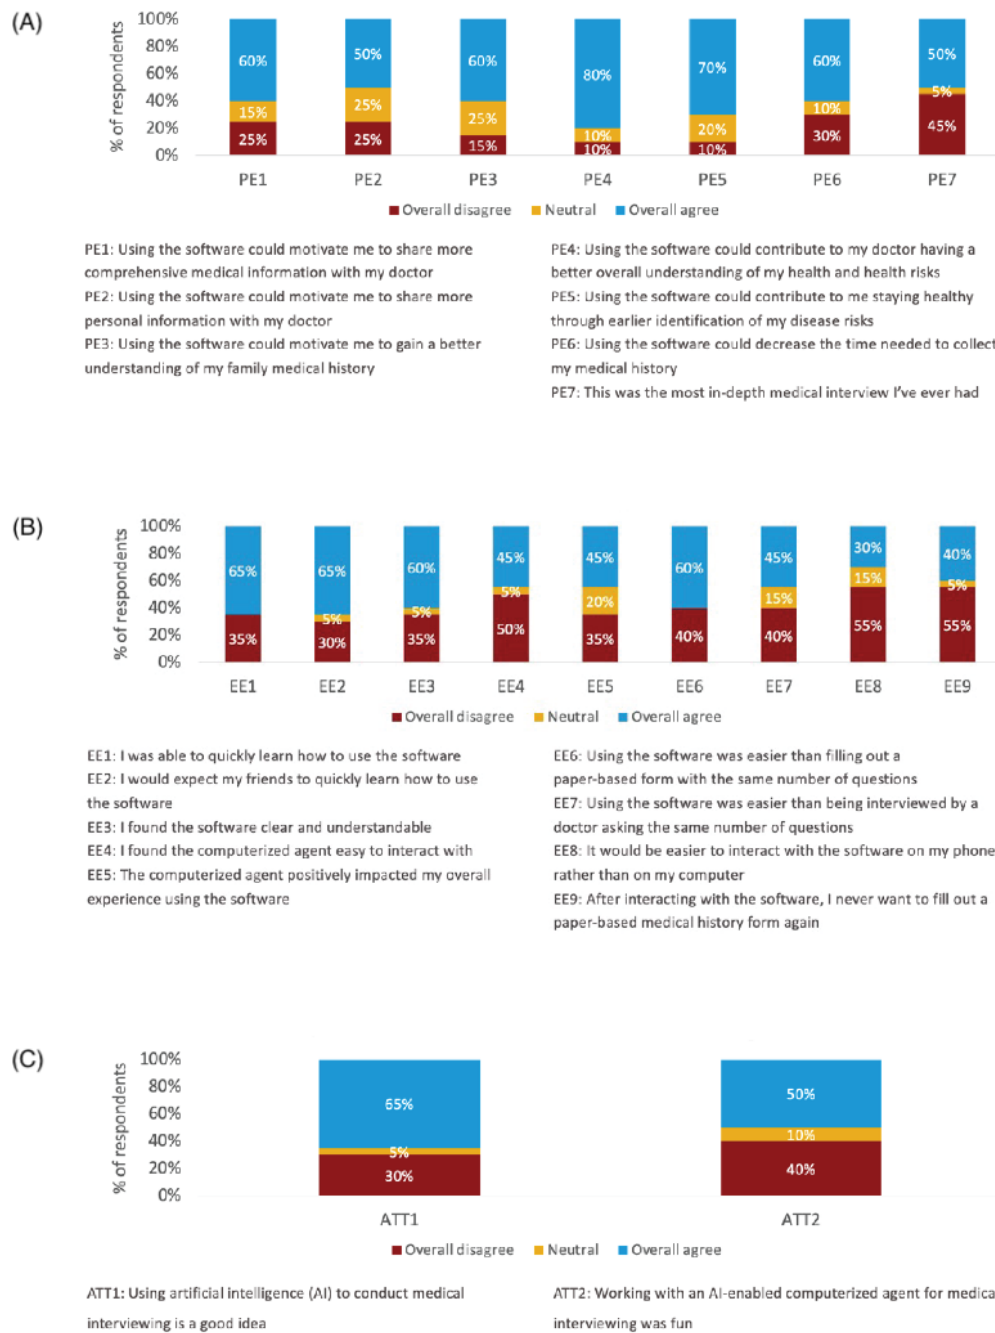 (A)
% of respondents
100%
80%
60%
40%
20%
0%
60% 50% 60% 80% 70% 60% 50%
15% 25% 25% 10% 20% 10% 5%
25% 25% 15% 10% 10% 30% 45%
PE1 PE2 PE3 PE4 PE5 PE6 PE7
Overall disagree Neutral Overall agree
PE1: Using the software could motivate me to share more
comprehensive medical information with my doctor
PE2: Using the software could motivate me to share more
personal information with my doctor
PE3: Using the software could motivate me to gain a better
understanding of my family medical history
PE4: Using the software could contribute to my doctor having a
better overall understanding of my health and health risks
PE5: Using the software could contribute to me staying healthy
through earlier identification of my disease risks
PE6: Using the software could decrease the time needed to collect
my medical history
PE7: This was the most in-depth medical interview I've ever had
(B)
% of respondents
100%
80%
60%
40%
20%
0%
65% 65% 60% 45% 45% 60% 45% 30% 40%
5% 5% 5% 20% 15% 15% 5%
35% 30% 35% 50% 35% 40% 40% 55% 55%
EE1 EE2 EE3 EE4 EE5 EE6 EE7 EE8 EE9
Overall disagree Neutral Overall agree
EE1: I was able to quickly learn how to use the software
EE2: I would expect my friends to quickly learn how to use
the software
EE3: I found the software clear and understandable
EE4: I found the computerized agent easy to interact with
EE5: The computerized agent positively impacted my overall
experience using the software
EE6: Using the software was easier than filling out a
paper-based form with the same number of questions
EE7: Using the software was easier than being interviewed by a
doctor asking the same number of questions
EE8: It would be easier to interact with the software on my phone
rather than on my computer
EE9: After interacting with the software, I never want to fill out a
paper-based medical history form again
(C)
% of respondents
100%
80%
60%
40%
20%
0%
65% 50%
5% 10%
30% 40%
ATT1 ATT2
Overall disagree Neutral Overall agree
ATT1: Using artificial intelligence (AI) to conduct medical
interviewing is a good idea
ATT2: Working with an AI-enabled computerized agent for medica
interviewing was fun